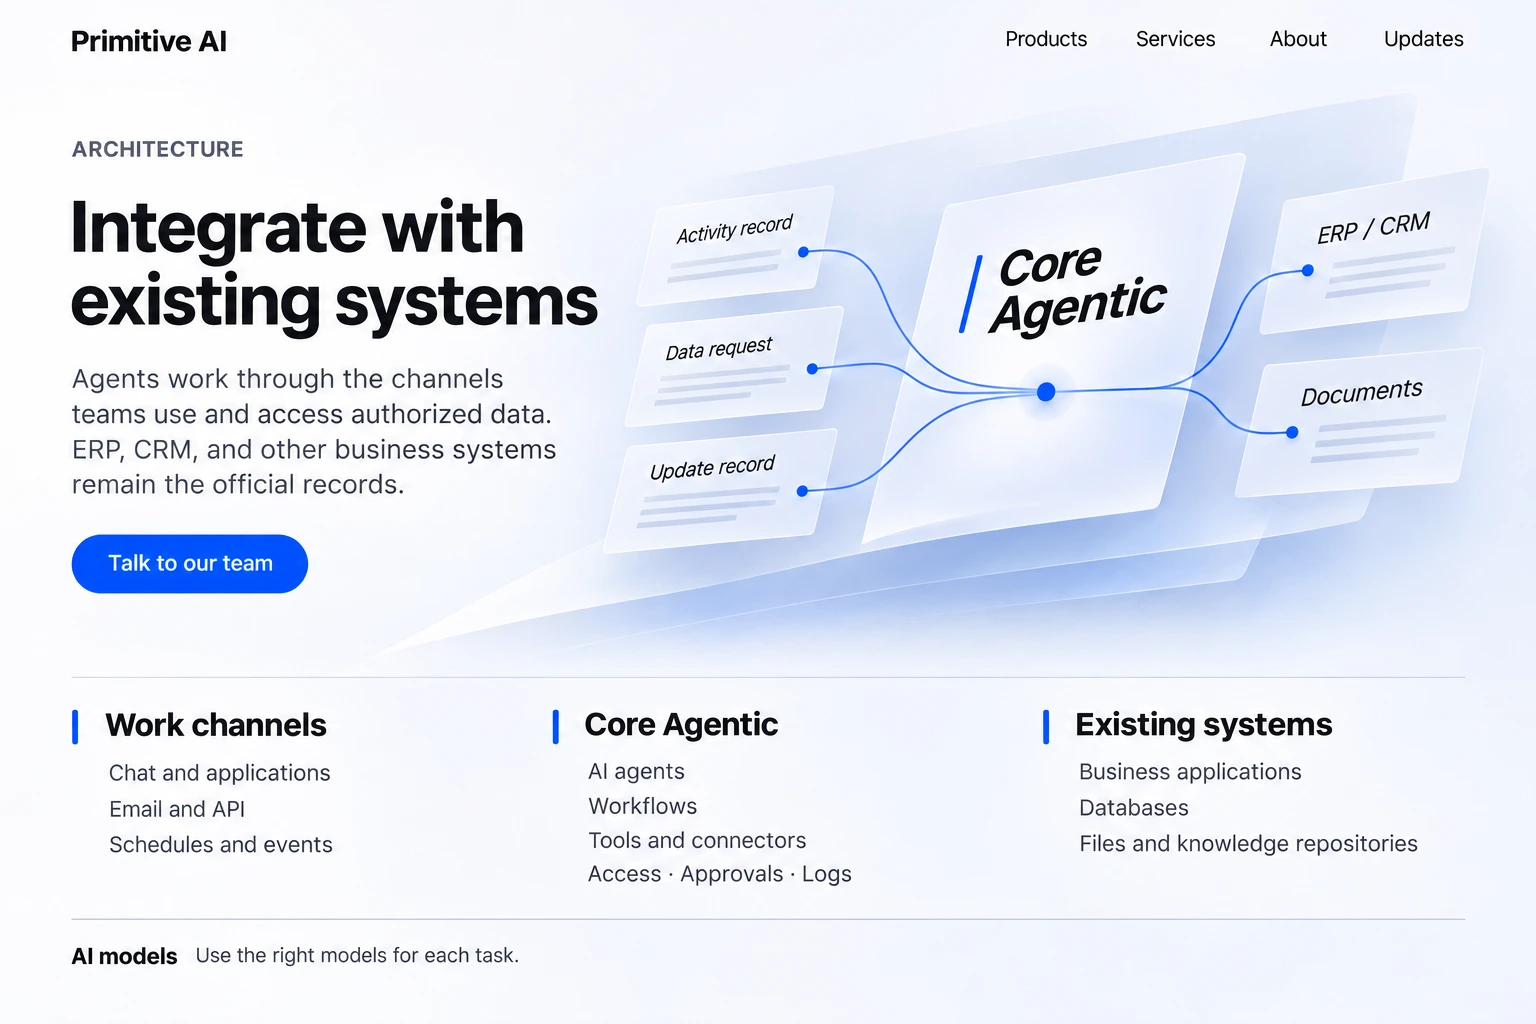 Primitive AI
Products
Services
About
Updates
ARCHITECTURE
Integrate with
existing systems
Agents work through the channels
teams use and access authorized data.
ERP, CRM, and other business systems
remain the official records.
Talk to our team
Activity record
Data request
Update record
Core
Agentic
ERP / CRM
Documents
Work channels
Chat and applications
Email and API
Schedules and events
Core Agentic
AI agents
Workflows
Tools and connectors
Access · Approvals · Logs
Existing systems
Business applications
Databases
Files and knowledge repositories
AI models
Use the right models for each task.